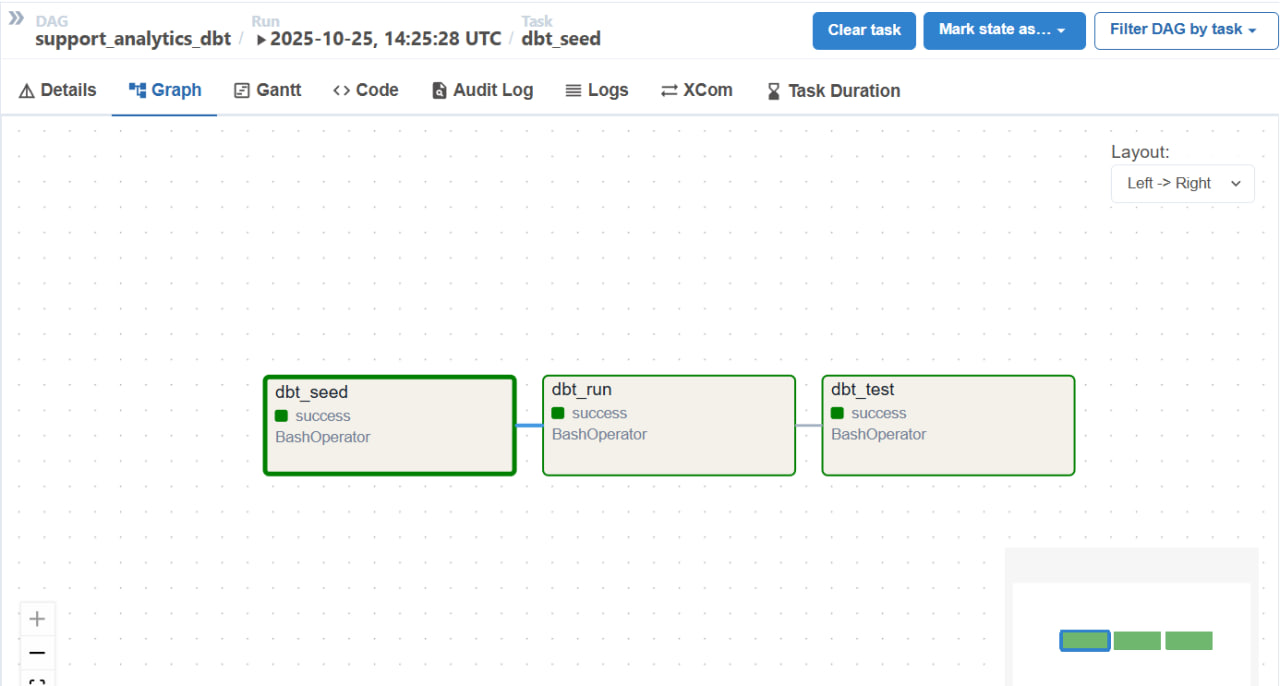 DAG
support_analytics_dbt /
Run
2025-10-25, 14:25:28 UTC /
Task
dbt_seed
Clear task
Mark state as…
Filter DAG by task
Details
Graph
Gantt
Code
Audit Log
Logs
XCom
Task Duration
Layout:
Left -> Right
dbt_seed
success
BashOperator
dbt_run
success
BashOperator
dbt_test
success
BashOperator